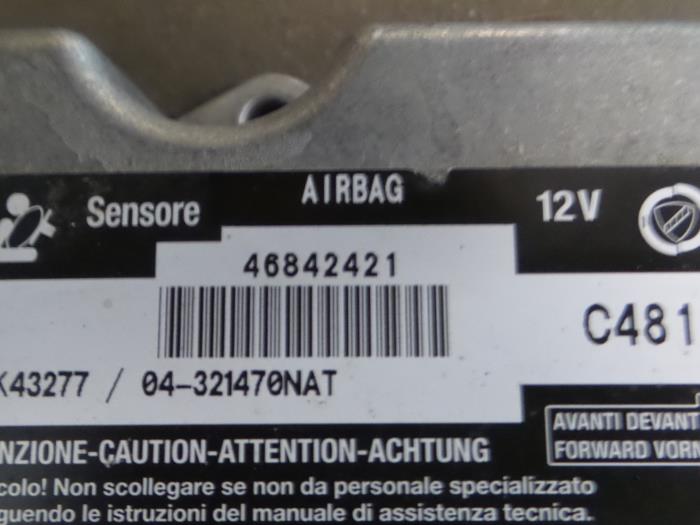 AIRBAG
Sensore 12V
46842421
C481
K43277 / 04-321470NAT
AVANTI DEVANT
FORWARD VORN
NZIONE-CAUTION-ATTENTION-ACHTUNG
colo! Non scollegare se non da personale specializzato
guendo le istruzioni del manuale di assistenza tecnica.